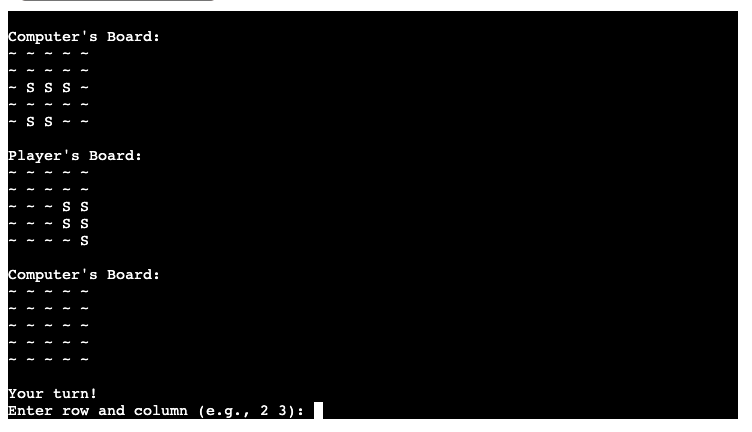 Computer's Board:
~ ~ ~ ~ ~
~ ~ ~ ~ ~
~ S S S ~
~ ~ ~ ~ ~
~ S S ~ ~
Player's Board:
~ ~ ~ ~ ~
~ ~ ~ ~ ~
~ ~ ~ S S
~ ~ ~ S S
~ ~ ~ ~ S
Computer's Board:
~ ~ ~ ~ ~
~ ~ ~ ~ ~
~ ~ ~ ~ ~
~ ~ ~ ~ ~
~ ~ ~ ~ ~
Your turn!
Enter row and column (e.g., 2 3):